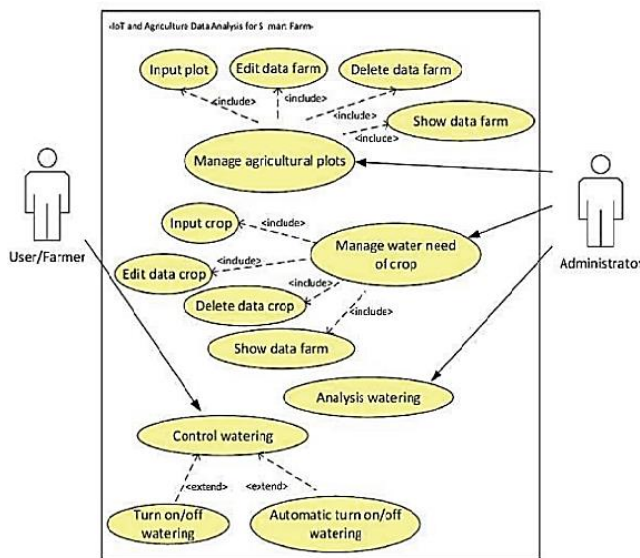 <IoT and Agriculture Data Analysis for Smart Farm>
Input plot
Edit data farm
Delete data farm
<include>
<include>
<include>
Show data farm
<include>
Manage agricultural plots
User/Farmer
Administrator
Input crop
<include>
Manage water need
of crop
<include>
Edit data crop
<include>
Delete data crop
<include>
Show data farm
Analysis watering
Control watering
<extend>
<extend>
Turn on/off
watering
Automatic turn on/off
watering